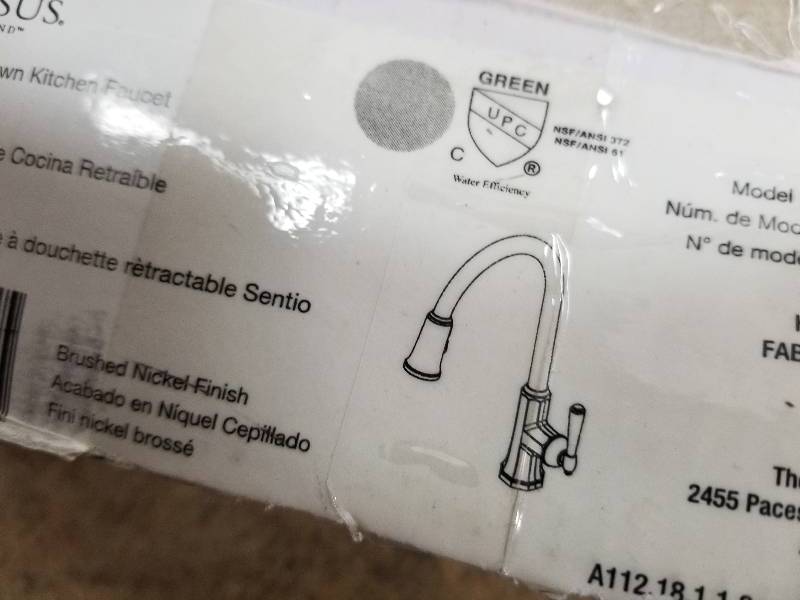 SUS
GREEN
UPC
C ®
NSF/ANSI 372
NSF/ANSI 61
Water Efficiency
wn Kitchen Faucet
e Cocina Retraíble
e à douchette rètractable Sentio
Brushed Nickel Finish
Acabado en Níquel Cepillado
Fini nickel brossé
Model
Núm. de Mod
N° de mode
FAB
The
2455 Paces
A112.18.1